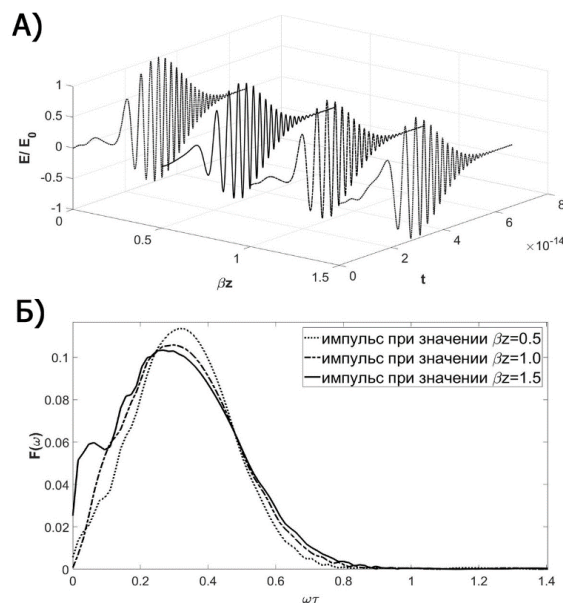 А)
E/ E₀
1
0.5
0
-0.5
-1
0
0.5
1
1.5
βz
0
2
4
6
8
×10⁻¹⁴
t
Б)
F(ω)
0.1
0.08
0.06
0.04
0.02
0
0
0.2
0.4
0.6
0.8
1
1.2
1.4
ωτ
импульс при значении βz=0.5
импульс при значении βz=1.0
импульс при значении βz=1.5